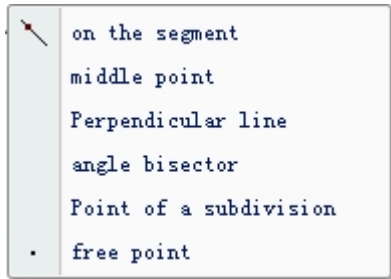 on the segment
middle point
Perpendicular line
angle bisector
Point of a subdivision
free point